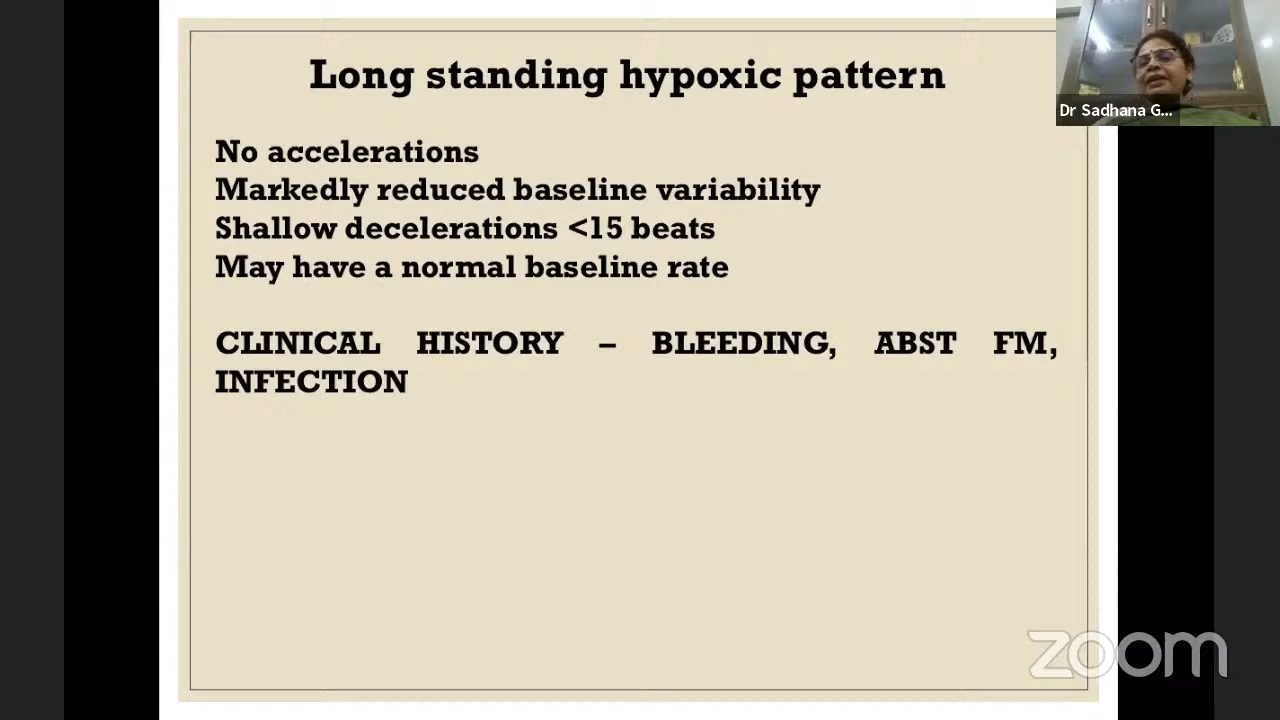 Long standing hypoxic pattern
Dr Sadhana G...
No accelerations
Markedly reduced baseline variability
Shallow decelerations <15 beats
May have a normal baseline rate
CLINICAL HISTORY – BLEEDING, ABST FM,
INFECTION
zoom